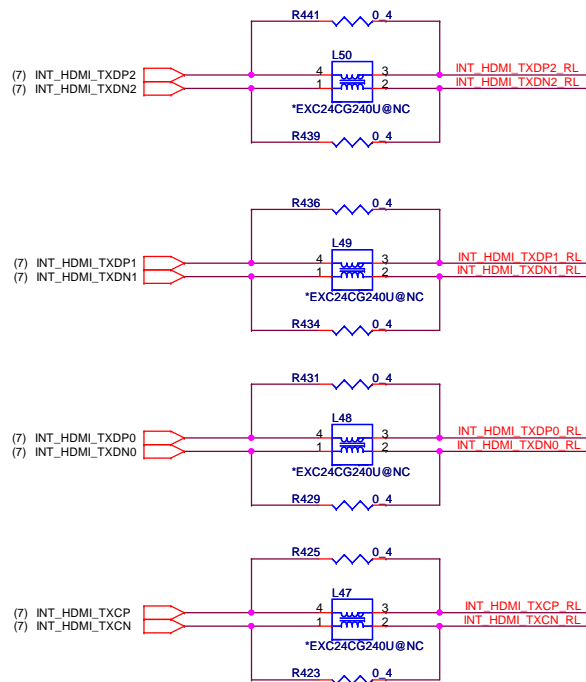 R441 0_4
L50
(7) INT_HDMI_TXDP2 4 3 INT_HDMI_TXDP2_RL
(7) INT_HDMI_TXDN2 1 2 INT_HDMI_TXDN2_RL
*EXC24CG240U@NC
R439 0_4
R436 0_4
L49
(7) INT_HDMI_TXDP1 4 3 INT_HDMI_TXDP1_RL
(7) INT_HDMI_TXDN1 1 2 INT_HDMI_TXDN1_RL
*EXC24CG240U@NC
R434 0_4
R431 0_4
L48
(7) INT_HDMI_TXDP0 4 3 INT_HDMI_TXDP0_RL
(7) INT_HDMI_TXDN0 1 2 INT_HDMI_TXDN0_RL
*EXC24CG240U@NC
R429 0_4
R425 0_4
L47
(7) INT_HDMI_TXCP 4 3 INT_HDMI_TXCP_RL
(7) INT_HDMI_TXCN 1 2 INT_HDMI_TXCN_RL
*EXC24CG240U@NC
R423 0_4